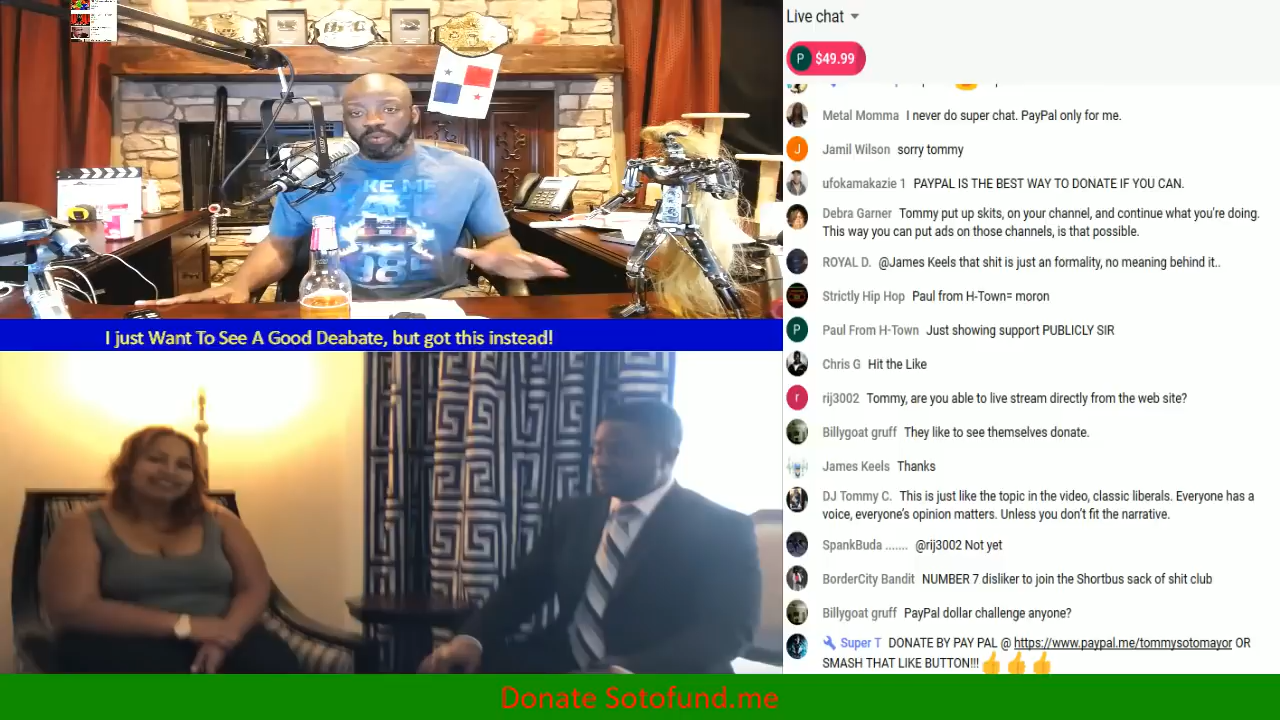 Live chat
P $49.99
Metal Momma I never do super chat. PayPal only for me.
J Jamil Wilson sorry tommy
ufokamakazie 1 PAYPAL IS THE BEST WAY TO DONATE IF YOU CAN.
Debra Garner Tommy put up skits, on your channel, and continue what you're doing.
This way you can put ads on those channels, is that possible.
ROYAL D. @James Keels that shit is just an formality, no meaning behind it..
Strictly Hip Hop Paul from H-Town= moron
P Paul From H-Town Just showing support PUBLICLY SIR
Chris G Hit the Like
r rij3002 Tommy, are you able to live stream directly from the web site?
Billygoat gruff They like to see themselves donate.
James Keels Thanks
DJ Tommy C. This is just like the topic in the video, classic liberals. Everyone has a
voice, everyone's opinion matters. Unless you don't fit the narrative.
SpankBuda ....... @rij3002 Not yet
BorderCity Bandit NUMBER 7 disliker to join the Shortbus sack of shit club
Billygoat gruff PayPal dollar challenge anyone?
Super T DONATE BY PAY PAL @ https://www.paypal.me/tommysotomayor OR
SMASH THAT LIKE BUTTON!!! 👍👍👍
I just Want To See A Good Deabate, but got this instead!
Donate Sotofund.me